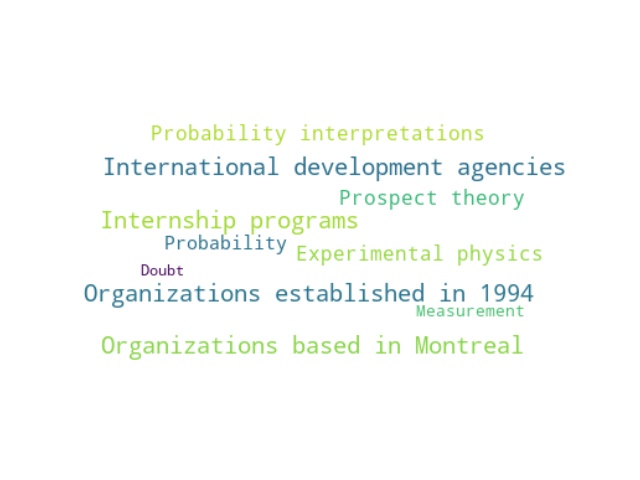 Probability interpretations
International development agencies
Prospect theory
Internship programs
Probability
Experimental physics
Doubt
Organizations established in 1994
Measurement
Organizations based in Montreal